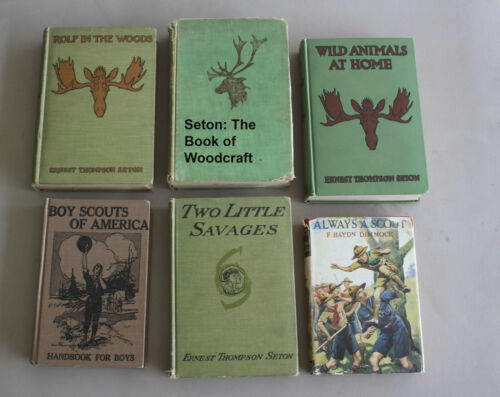 ROLF IN THE WOODS
ERNEST THOMPSON SETON
Seton: The
Book of
Woodcraft
WILD ANIMALS
AT HOME
ERNEST THOMPSON SETON
BOY SCOUTS
OF AMERICA
HANDBOOK FOR BOYS
TWO LITTLE
SAVAGES
ERNEST THOMPSON SETON
ALWAYS A SCOUT
F. HAYDN DIMMOCK